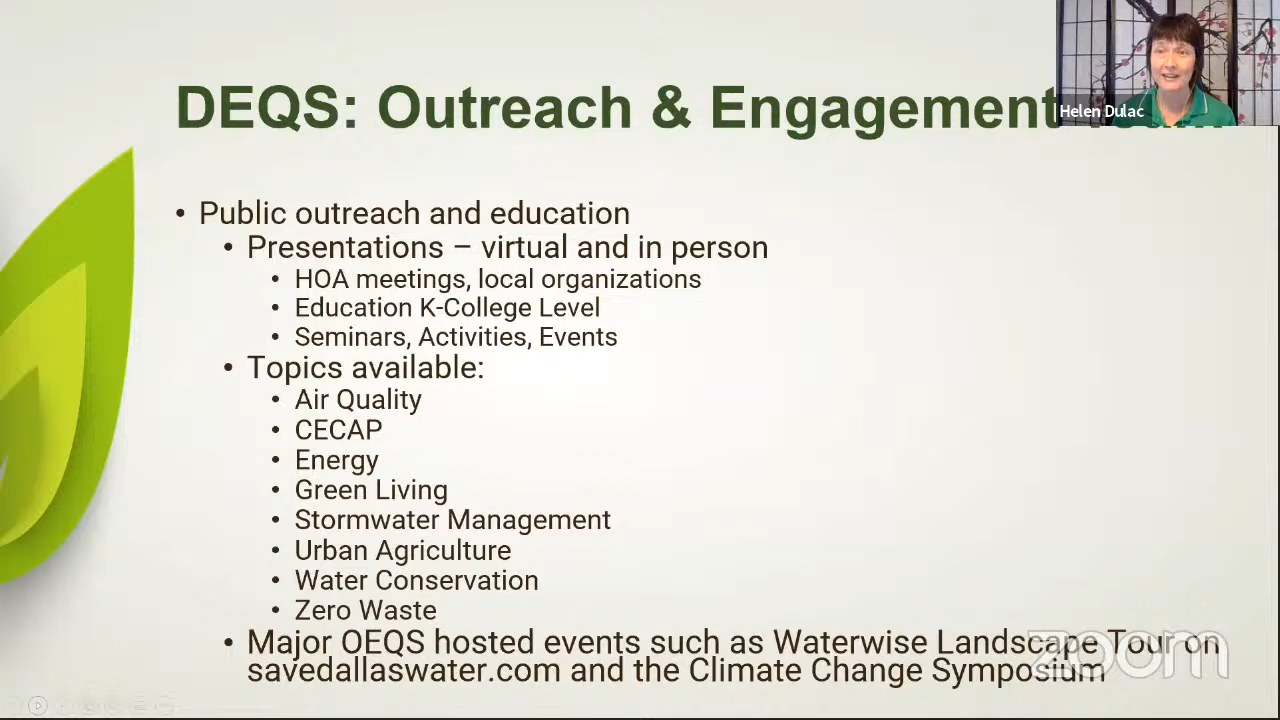 DEQS: Outreach & Engagement
Helen Dulac
• Public outreach and education
• Presentations – virtual and in person
• HOA meetings, local organizations
• Education K-College Level
• Seminars, Activities, Events
• Topics available:
• Air Quality
• CECAP
• Energy
• Green Living
• Stormwater Management
• Urban Agriculture
• Water Conservation
• Zero Waste
• Major OEQS hosted events such as Waterwise Landscape Tour on
savedallaswater.com and the Climate Change Symposium
zoom